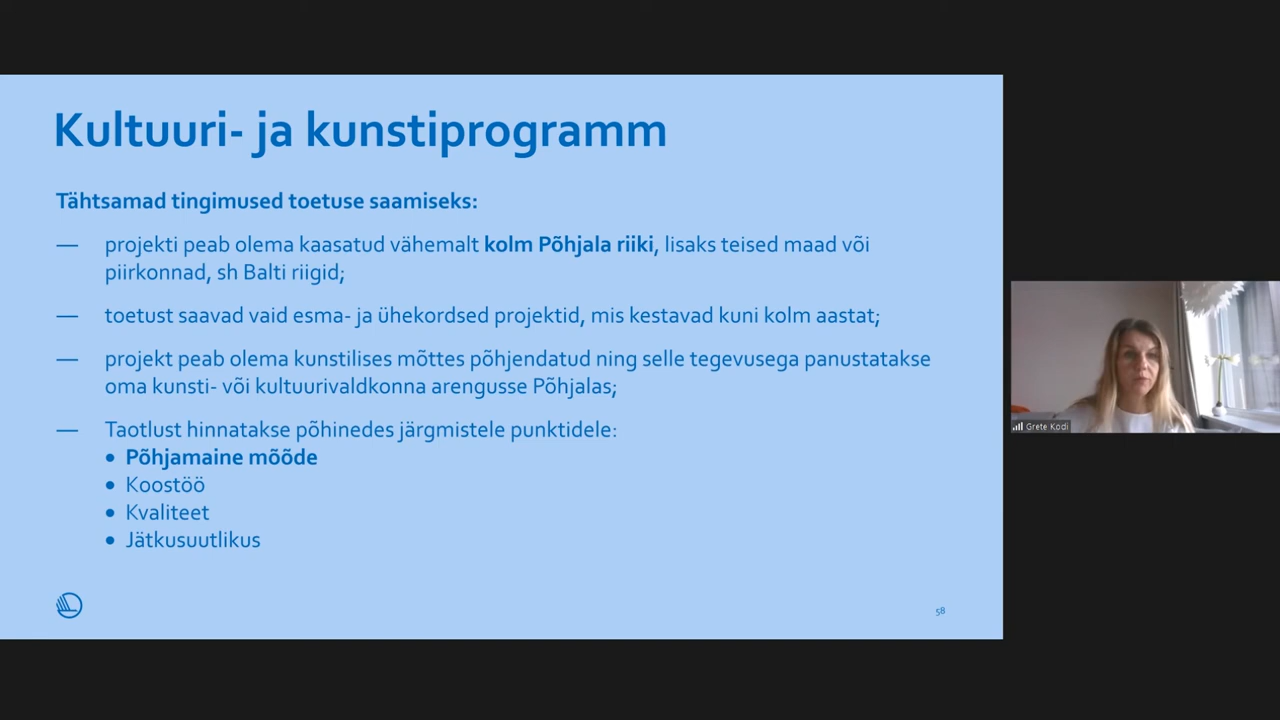 Kultuuri- ja kunstiprogramm
Tähtsamad tingimused toetuse saamiseks:
— projekti peab olema kaasatud vähemalt kolm Põhjala riiki, lisaks teised maad või
piirkonnad, sh Balti riigid;
— toetust saavad vaid esma- ja ühekordsed projektid, mis kestavad kuni kolm aastat;
— projekt peab olema kunstilises mõttes põhjendatud ning selle tegevusega panustatakse
oma kunsti- või kultuurivaldkonna arengusse Põhjalas;
— Taotlust hinnatakse põhinedes järgmistele punktidele:
• Põhjamaine mõõde
• Koostöö
• Kvaliteet
• Jätkusuutlikus
58
Grete Kodi